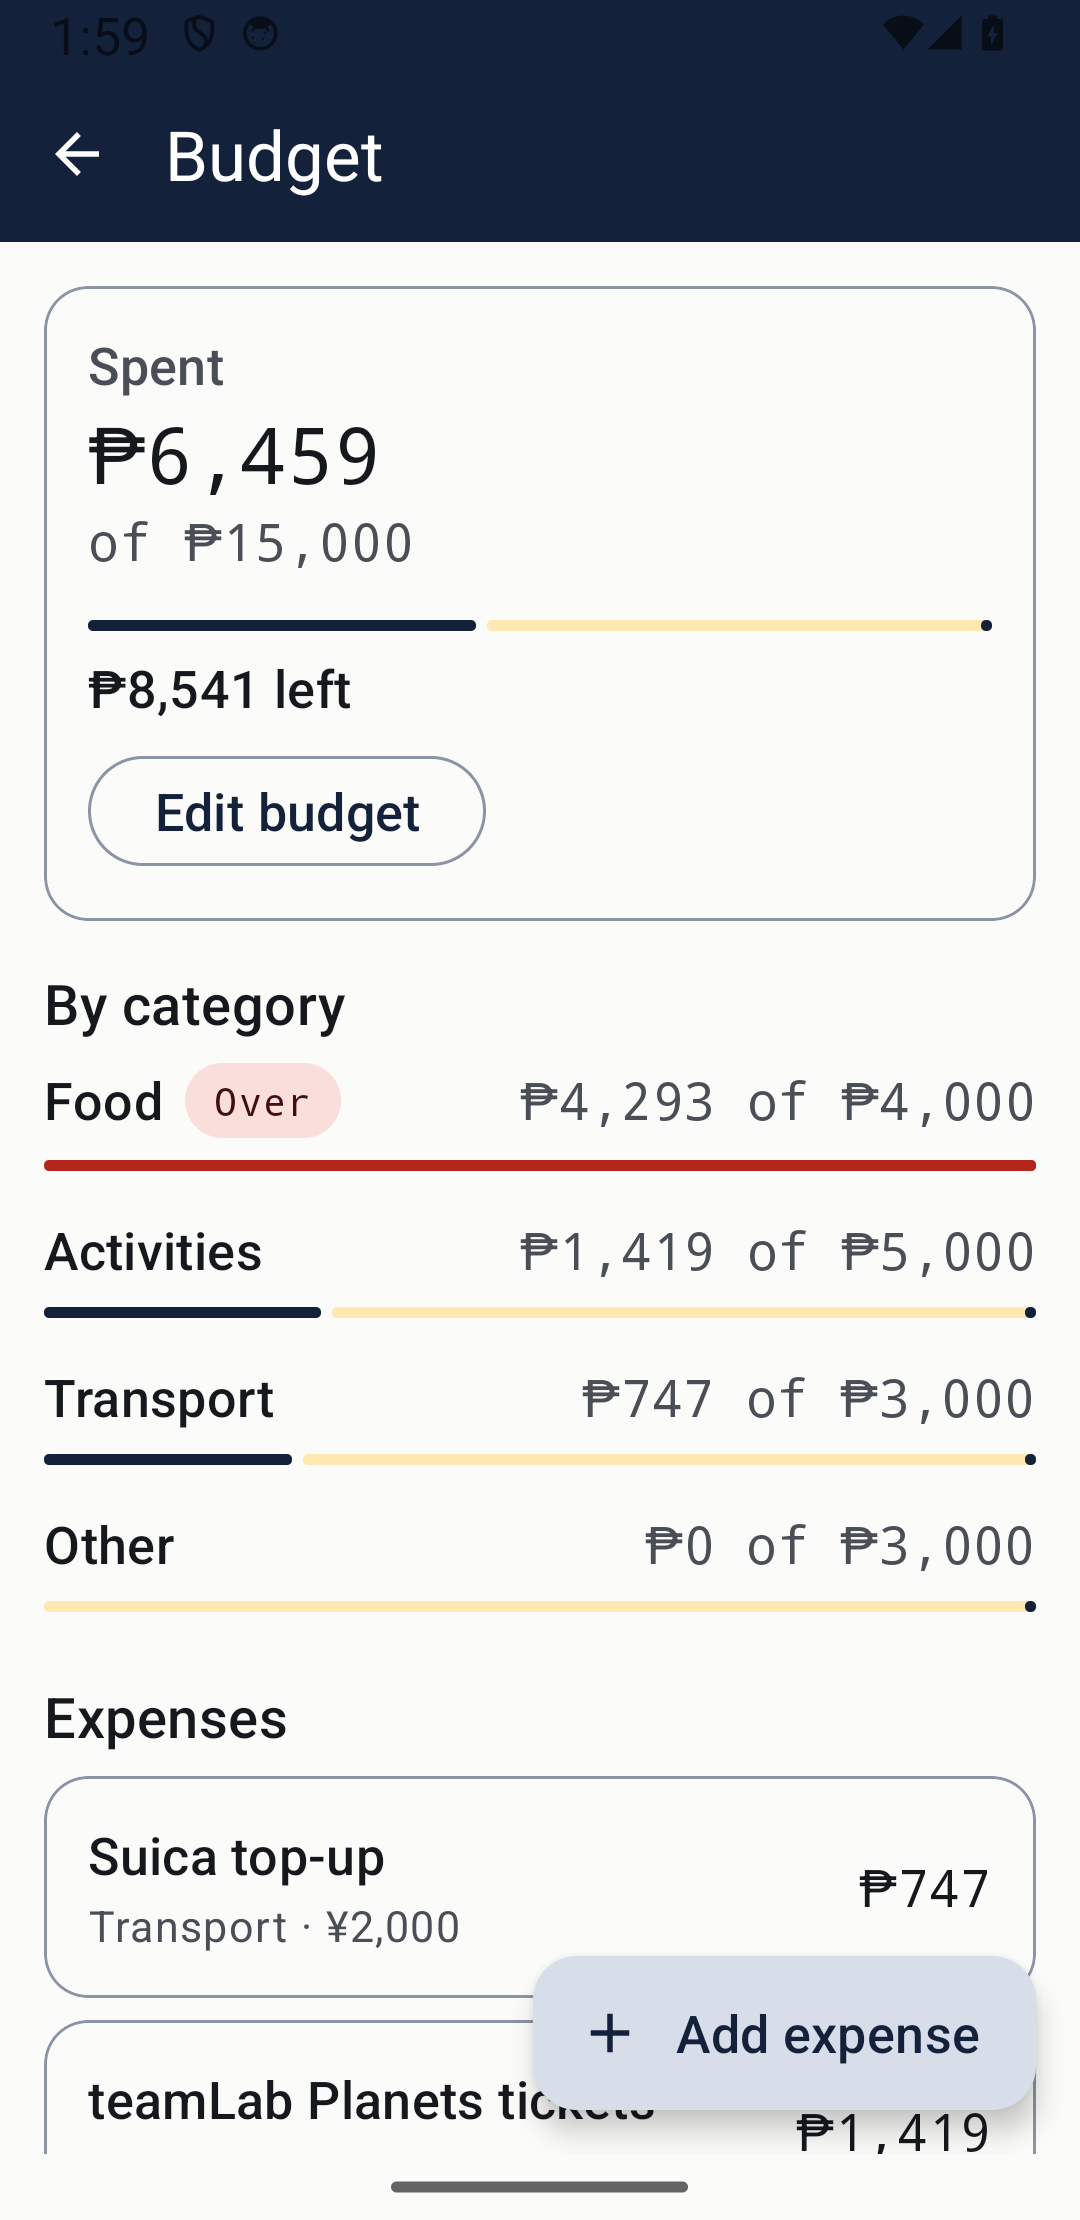 1:59
Budget
Spent
₱6,459
of ₱15,000
₱8,541 left
Edit budget
By category
Food Over ₱4,293 of ₱4,000
Activities ₱1,419 of ₱5,000
Transport ₱747 of ₱3,000
Other ₱0 of ₱3,000
Expenses
Suica top-up
₱747
Transport · ¥2,000
Add expense
teamLab Planets tickets
₱1,419